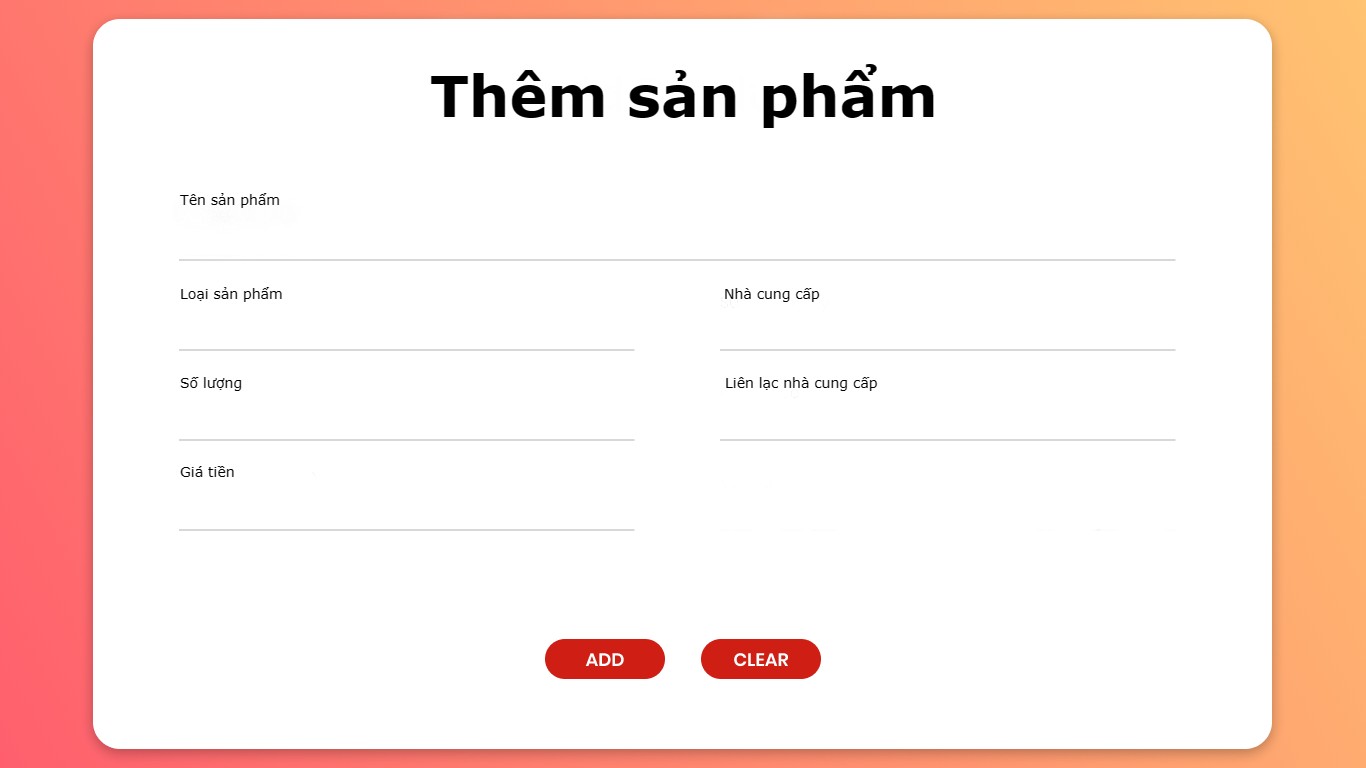 Thêm sản phẩm
Tên sản phẩm
Loại sản phẩm
Nhà cung cấp
Số lượng
Liên lạc nhà cung cấp
Giá tiền
ADD
CLEAR